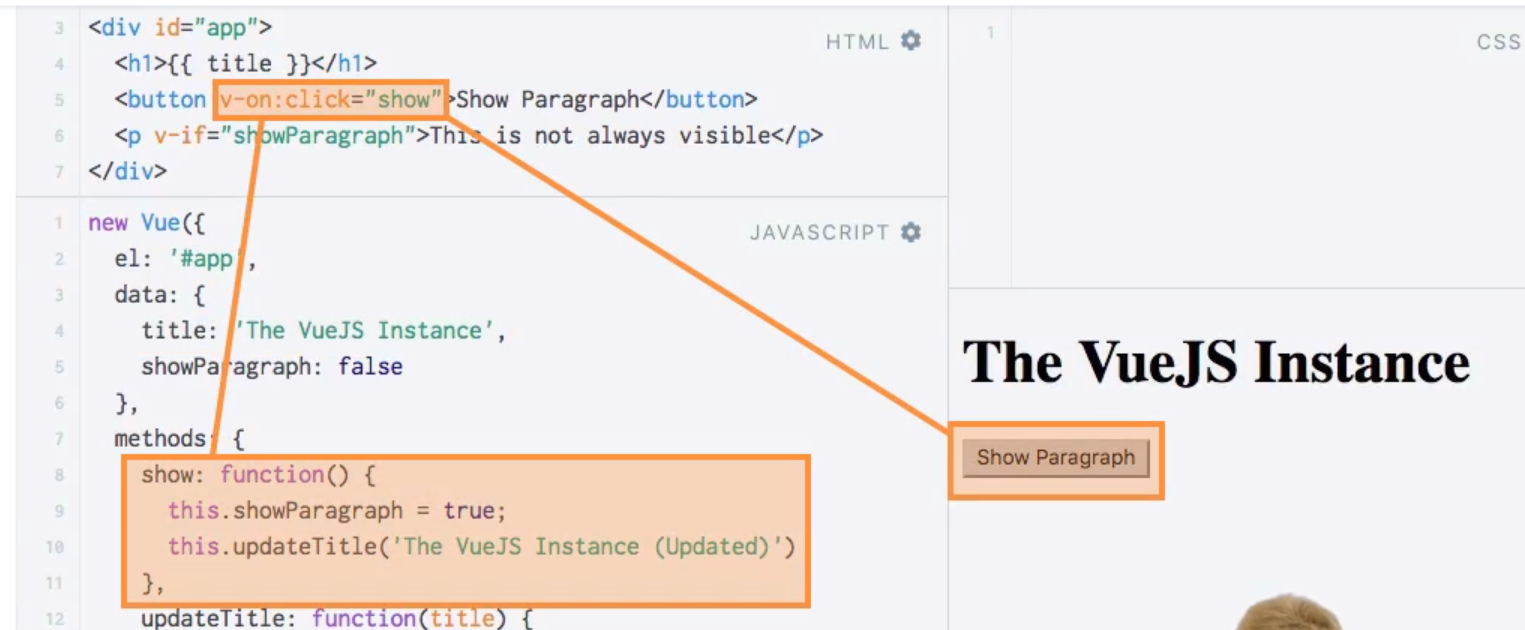 3 <div id="app">
HTML
4 <h1>{{ title }}</h1>
5 <button v-on:click="show">Show Paragraph</button>
6 <p v-if="showParagraph">This is not always visible</p>
7 </div>
1 new Vue({
JAVASCRIPT
2 el: '#app',
3 data: {
4 title: 'The VueJS Instance',
5 showParagraph: false
6 },
7 methods: {
8 show: function() {
9 this.showParagraph = true;
10 this.updateTitle('The VueJS Instance (Updated)')
11 },
12 updateTitle: function(title) {
1
CSS
The VueJS Instance
Show Paragraph